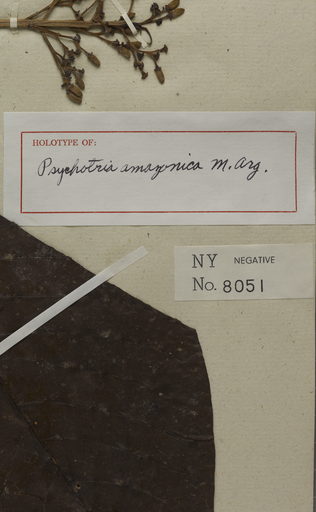 HOLOTYPE OF:
Psychotria amazonica M. Arg.
NY NEGATIVE
No. 8051